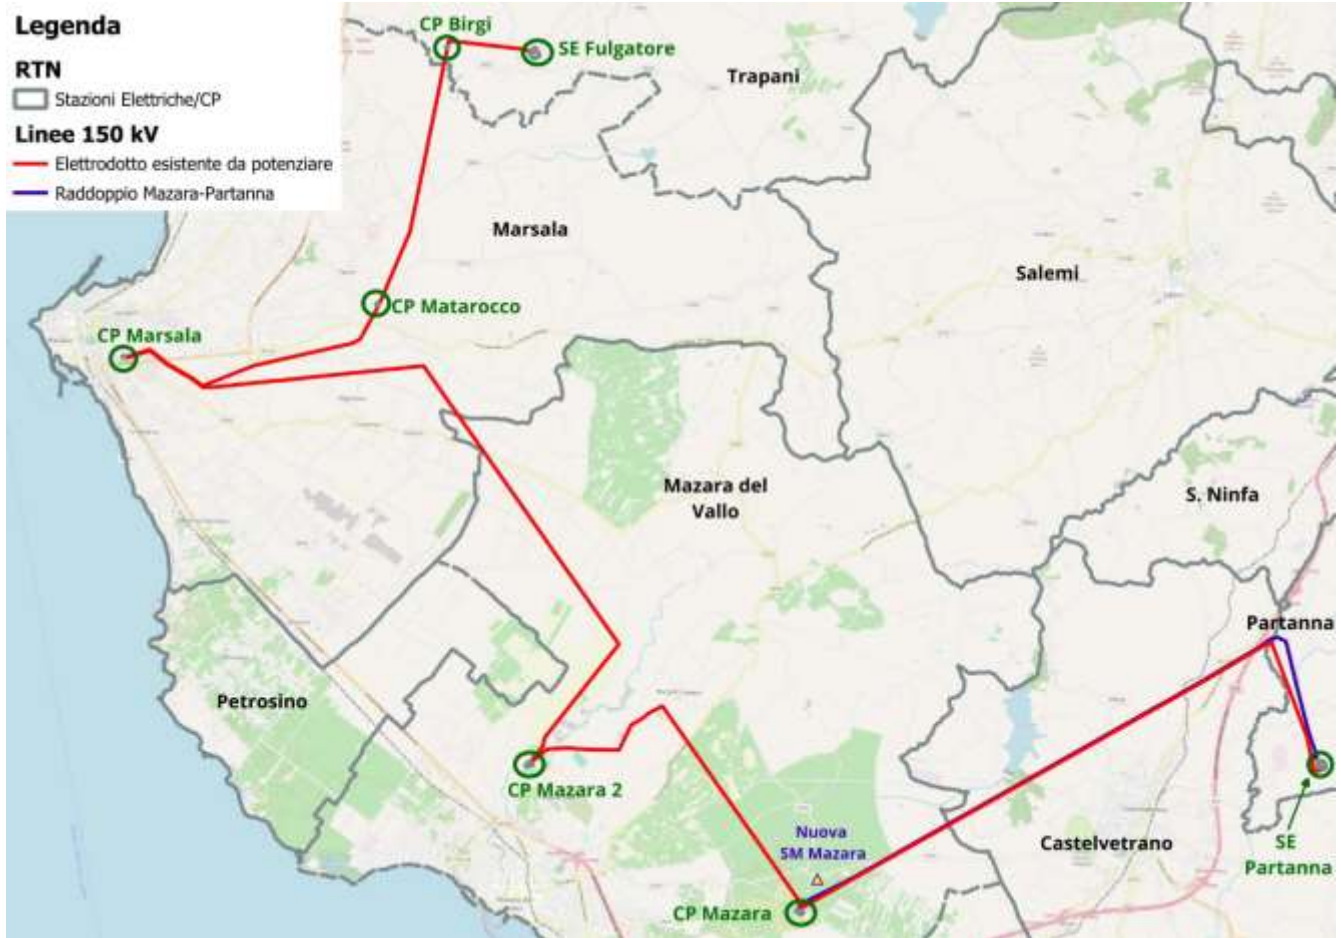 Legenda
RTN
Stazioni Elettriche/CP
Linee 150 kV
Elettrodotto esistente da potenziare
Raddoppio Mazara-Partanna
CP Birgi
SE Fulgatore
Trapani
Marsala
Salemi
CP Matarocco
CP Marsala
Mazara del
Vallo
S. Ninfa
Partanna
Petrosino
CP Mazara 2
Nuova
SM Mazara
Castelvetrano
SE
Partanna
CP Mazara